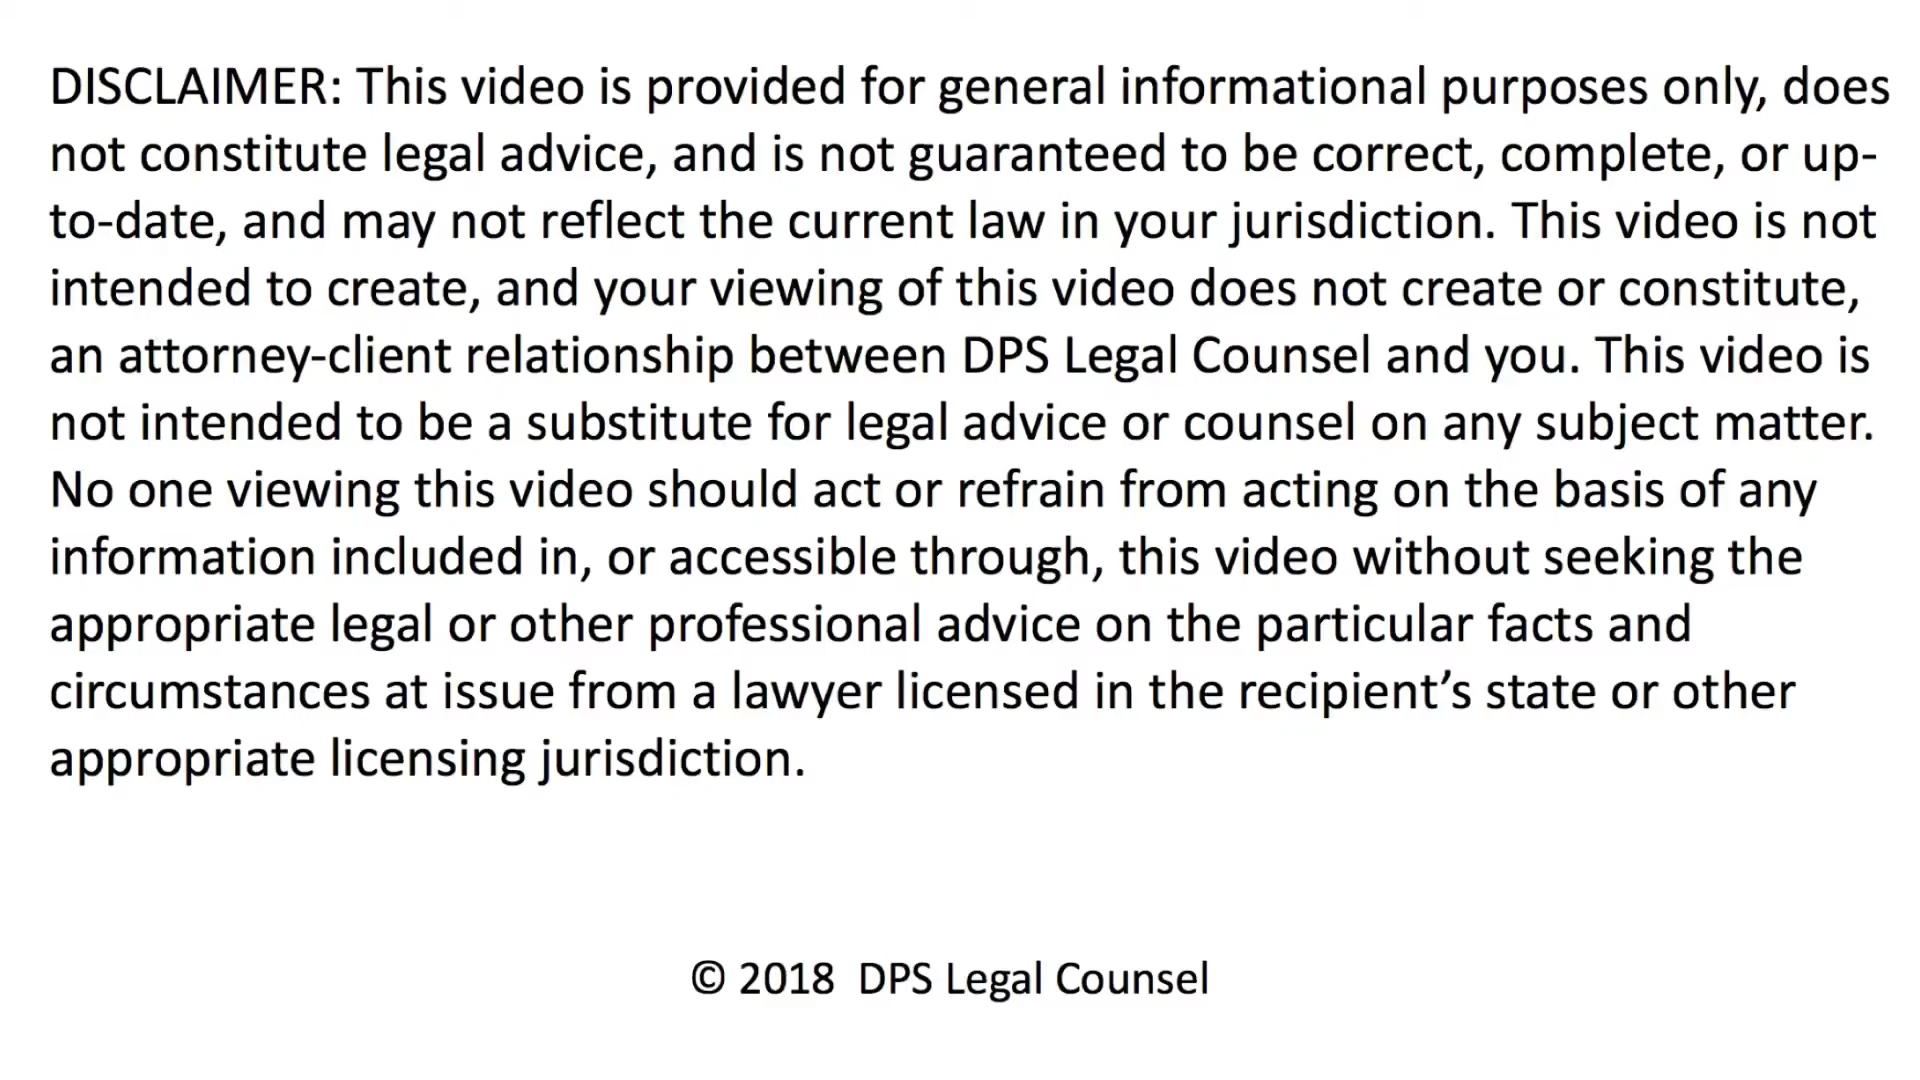 DISCLAIMER: This video is provided for general informational purposes only, does
not constitute legal advice, and is not guaranteed to be correct, complete, or up-
to-date, and may not reflect the current law in your jurisdiction. This video is not
intended to create, and your viewing of this video does not create or constitute,
an attorney-client relationship between DPS Legal Counsel and you. This video is
not intended to be a substitute for legal advice or counsel on any subject matter.
No one viewing this video should act or refrain from acting on the basis of any
information included in, or accessible through, this video without seeking the
appropriate legal or other professional advice on the particular facts and
circumstances at issue from a lawyer licensed in the recipient’s state or other
appropriate licensing jurisdiction.
© 2018 DPS Legal Counsel